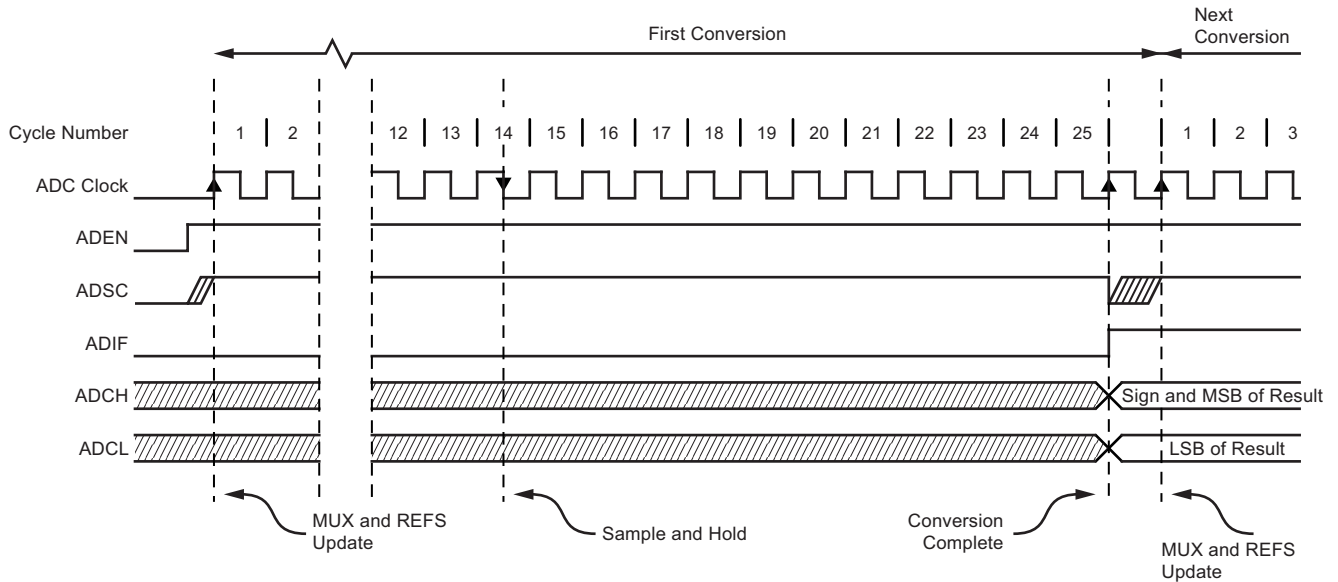 Next
First Conversion
Conversion
Cycle Number 1 2 12 13 14 15 16 17 18 19 20 21 22 23 24 25 1 2 3
ADC Clock
ADEN
ADSC
ADIF
ADCH
Sign and MSB of Result
ADCL
LSB of Result
MUX and REFS
Update
Sample and Hold
Conversion
Complete
MUX and REFS
Update